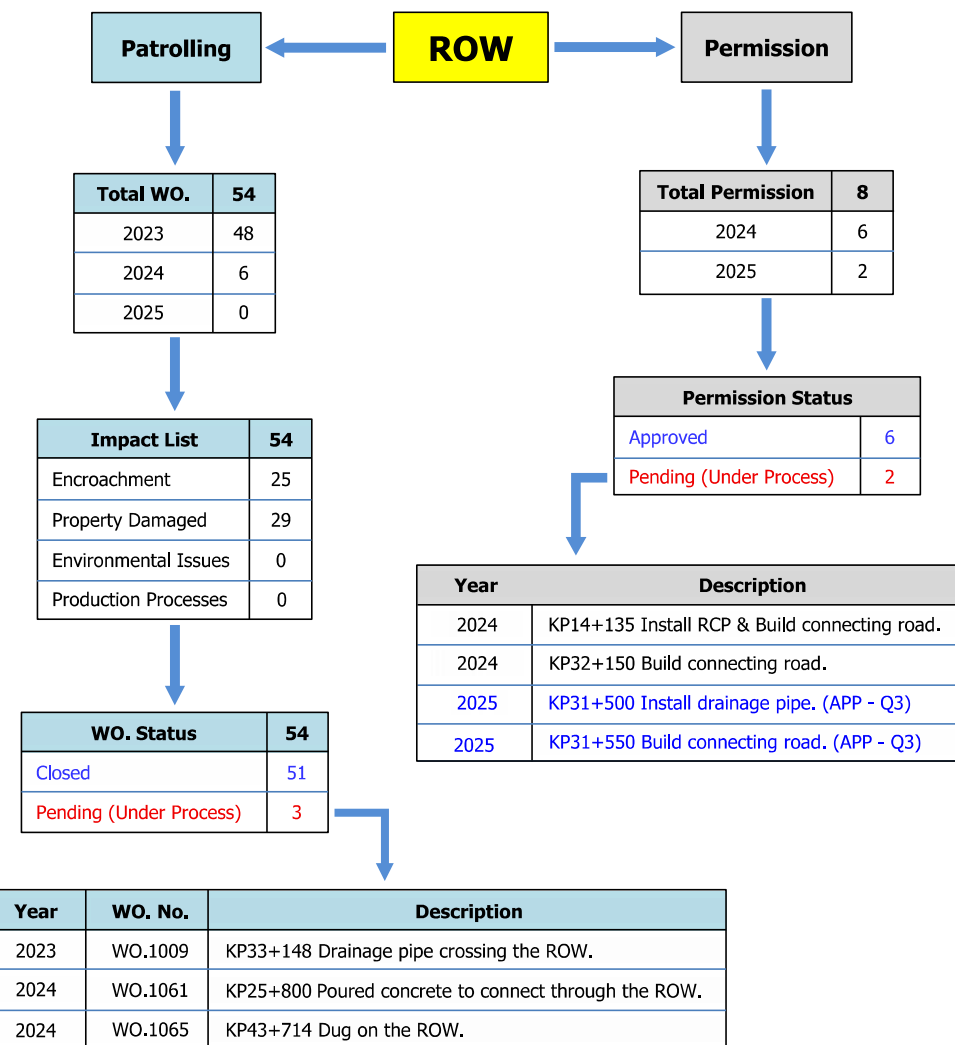 Patrolling
ROW
Permission
Total WO. 54
2023 48
2024 6
2025 0
Total Permission 8
2024 6
2025 2
Impact List 54
Encroachment 25
Property Damaged 29
Environmental Issues 0
Production Processes 0
Permission Status
Approved 6
Pending (Under Process) 2
Year Description
2024 KP14+135 Install RCP & Build connecting road.
2024 KP32+150 Build connecting road.
2025 KP31+500 Install drainage pipe. (APP - Q3)
2025 KP31+550 Build connecting road. (APP - Q3)
WO. Status 54
Closed 51
Pending (Under Process) 3
Year WO. No. Description
2023 WO.1009 KP33+148 Drainage pipe crossing the ROW.
2024 WO.1061 KP25+800 Poured concrete to connect through the ROW.
2024 WO.1065 KP43+714 Dug on the ROW.